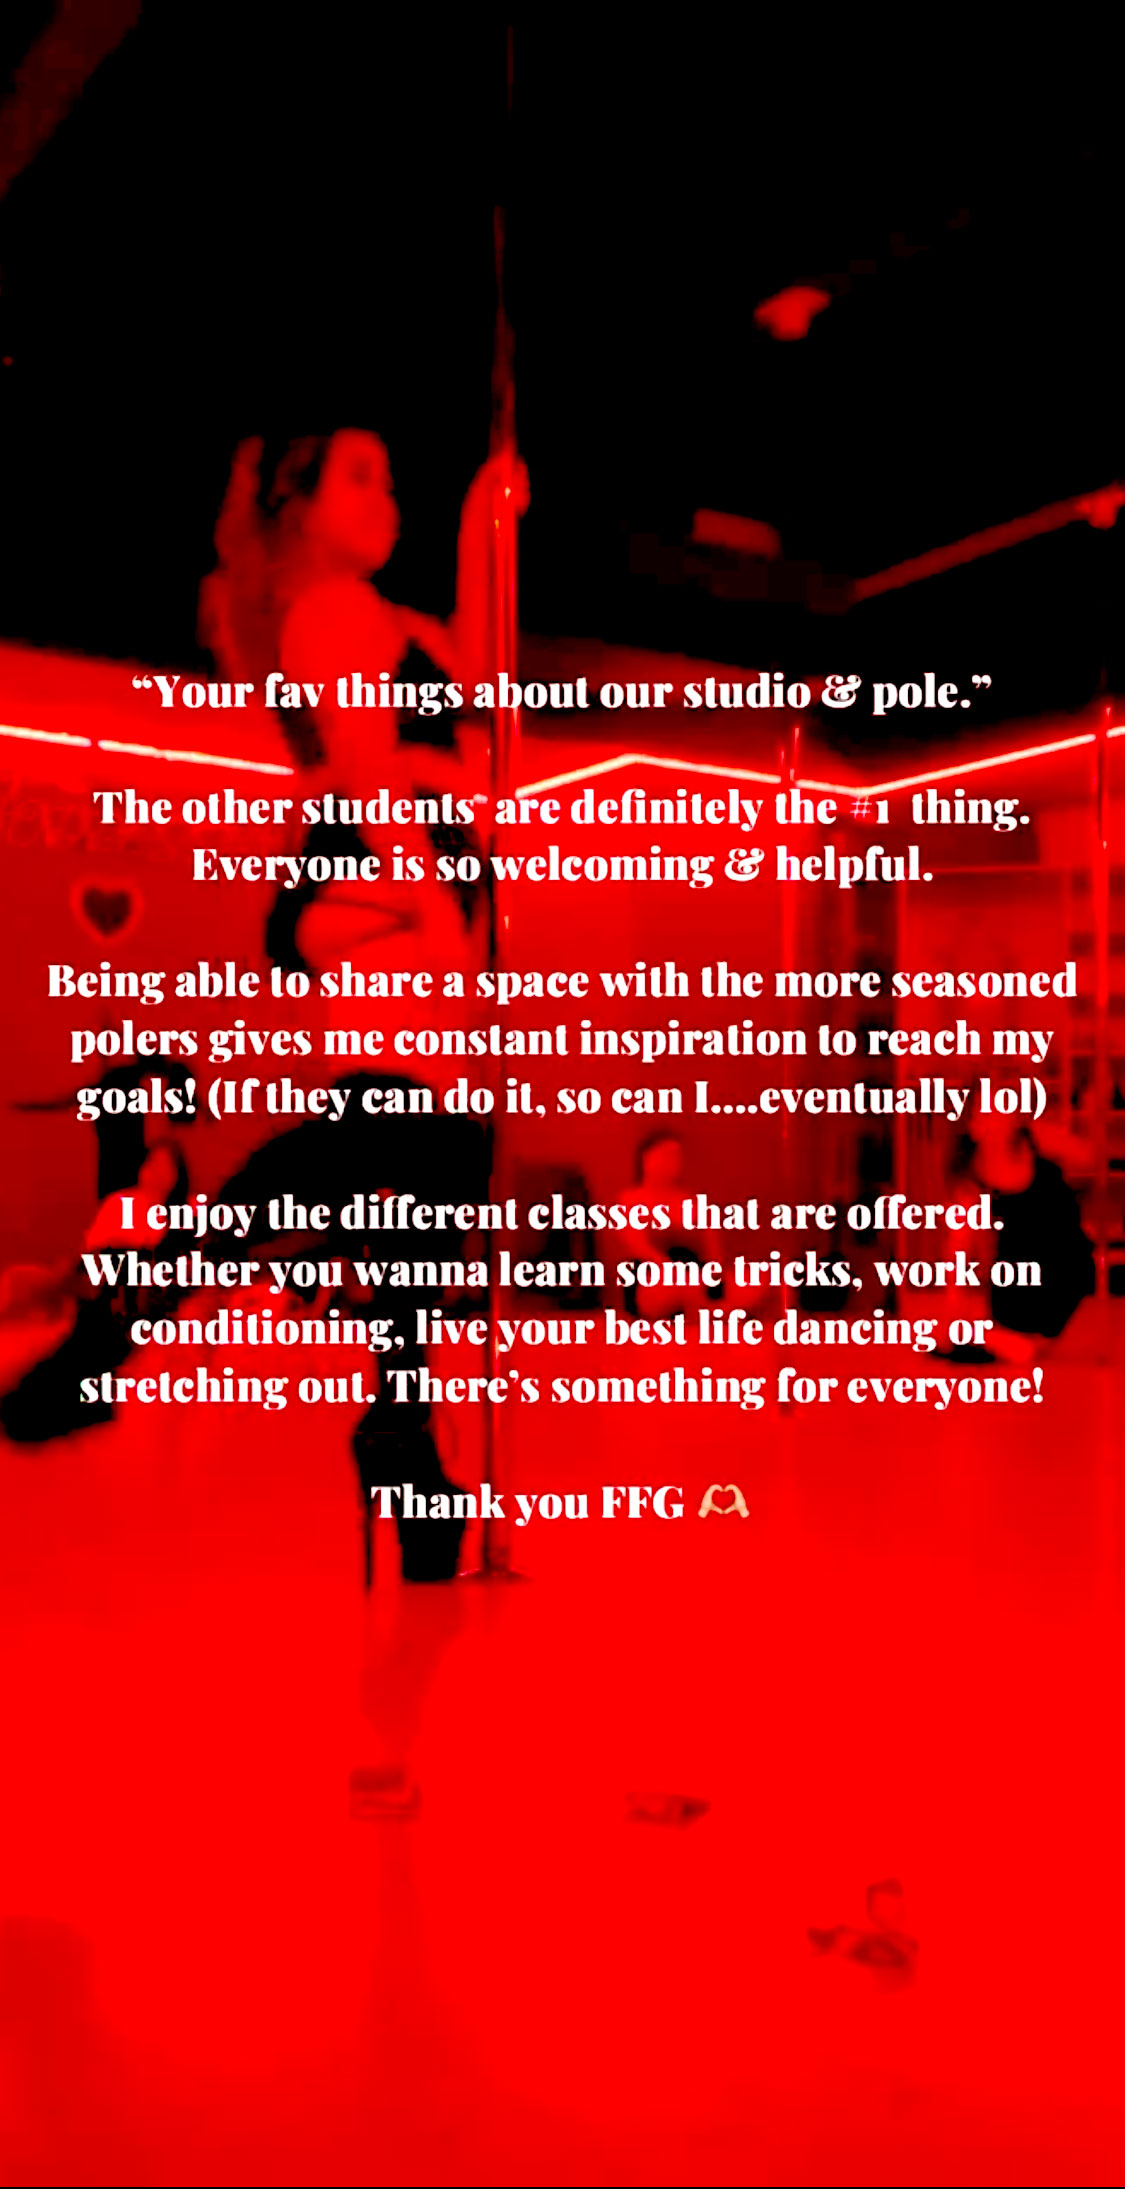 “Your fav things about our studio & pole.”
The other students are definitely the #1 thing.
Everyone is so welcoming & helpful.
Being able to share a space with the more seasoned
polers gives me constant inspiration to reach my
goals! (If they can do it, so can I....eventually lol)
I enjoy the different classes that are offered.
Whether you wanna learn some tricks, work on
conditioning, live your best life dancing or
stretching out. There’s something for everyone!
Thank you FFG 🫶🏼